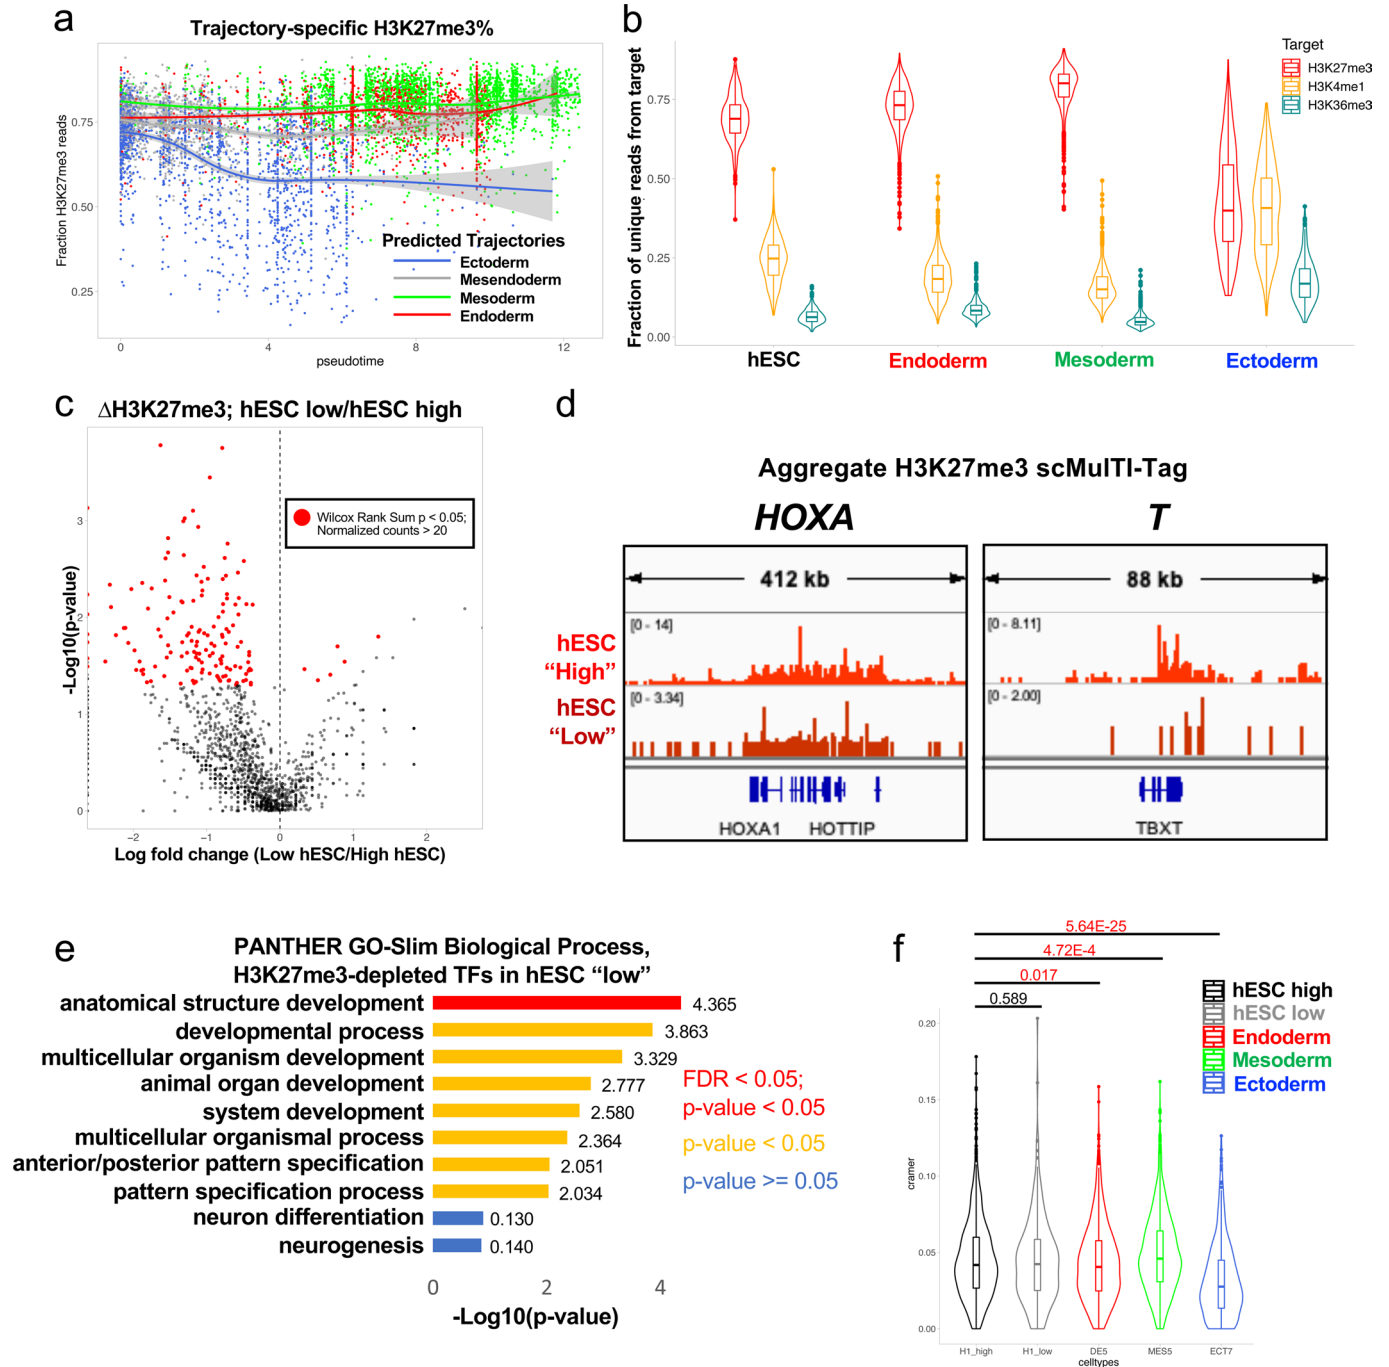 a
Trajectory-specific H3K27me3%
Fraction H3K27me3 reads
0.75
0.50
0.25
0
4
8
12
pseudotime
Predicted Trajectories
Ectoderm
Mesendoderm
Mesoderm
Endoderm
b
Fraction of unique reads from target
0.75
0.50
0.25
0.00
hESC
Endoderm
Mesoderm
Ectoderm
Target
H3K27me3
H3K4me1
H3K36me3
c
ΔH3K27me3; hESC low/hESC high
-Log10(p-value)
3
2
1
0
Wilcox Rank Sum p < 0.05;
Normalized counts > 20
−2
−1
0
1
2
Log fold change (Low hESC/High hESC)
d
Aggregate H3K27me3 scMulTI-Tag
HOXA
T
412 kb
88 kb
hESC
“High”
[0 - 14]
[0 - 8.11]
hESC
“Low”
[0 - 3.34]
[0 - 2.00]
HOXA1
HOTTIP
TBXT
e
PANTHER GO-Slim Biological Process,
H3K27me3-depleted TFs in hESC “low”
anatomical structure development 4.365
developmental process 3.863
multicellular organism development 3.329
animal organ development 2.777
system development 2.580
multicellular organismal process 2.364
anterior/posterior pattern specification 2.051
pattern specification process 2.034
neuron differentiation 0.130
neurogenesis 0.140
FDR < 0.05;
p-value < 0.05
p-value < 0.05
p-value >= 0.05
0
2
4
-Log10(p-value)
f
5.64E-25
4.72E-4
0.017
0.589
hESC high
hESC low
Endoderm
Mesoderm
Ectoderm
cramer
0.20
0.15
0.10
0.05
0.00
H1_high
H1_low
DE5
MES5
ECT7
celltypes